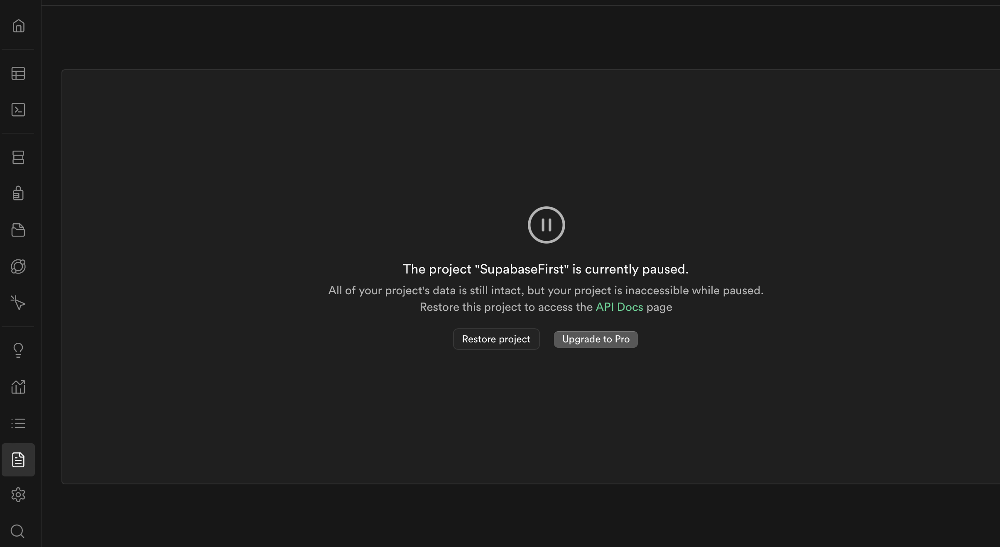 The project "SupabaseFirst" is currently paused.
All of your project's data is still intact, but your project is inaccessible while paused.
Restore this project to access the API Docs page
Restore project
Upgrade to Pro